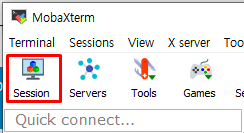 MobaXterm
Terminal Sessions View X server
Session Servers Tools Games
Quick connect...